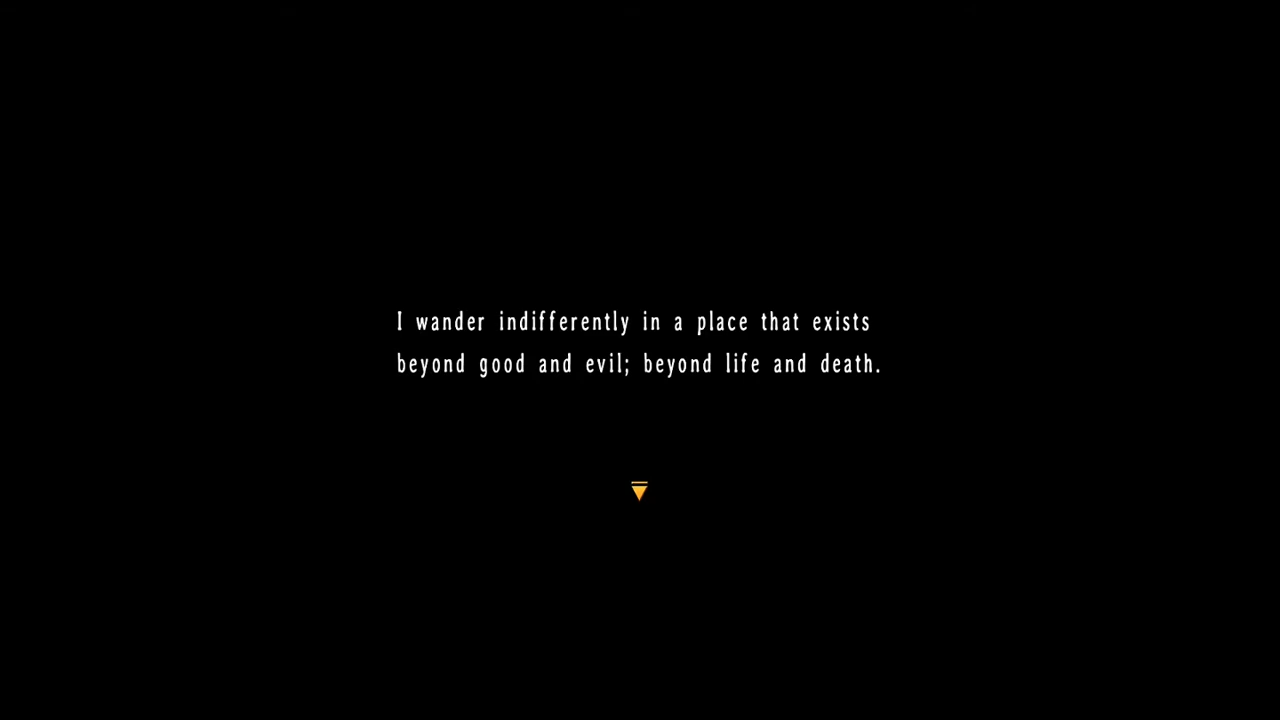 I wander indifferently in a place that exists
beyond good and evil; beyond life and death.